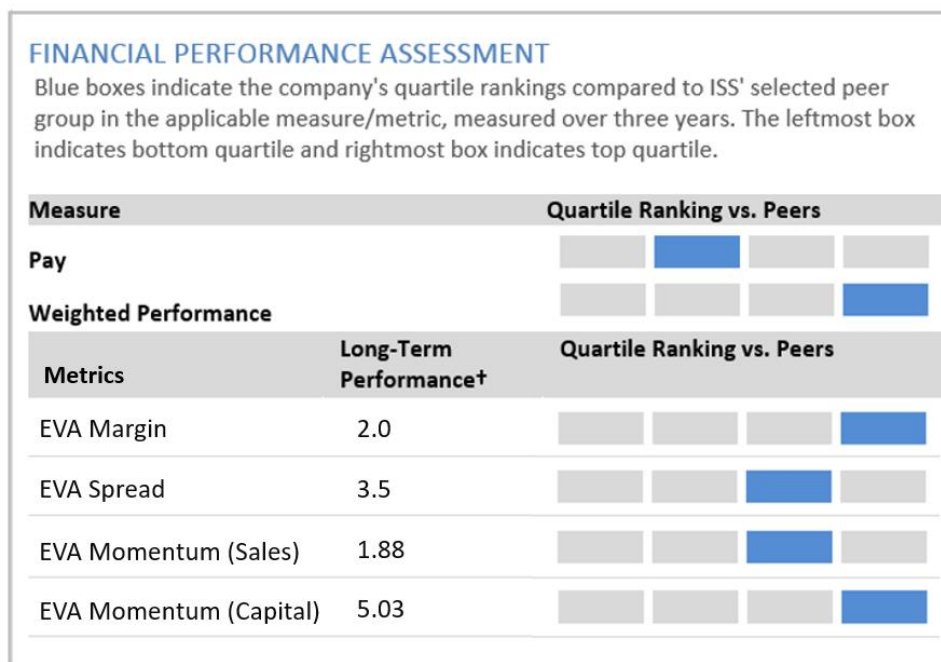 FINANCIAL PERFORMANCE ASSESSMENT
Blue boxes indicate the company's quartile rankings compared to ISS' selected peer
group in the applicable measure/metric, measured over three years. The leftmost box
indicates bottom quartile and rightmost box indicates top quartile.
Measure Quartile Ranking vs. Peers
Pay
Weighted Performance
Metrics Long-Term Performance† Quartile Ranking vs. Peers
EVA Margin 2.0
EVA Spread 3.5
EVA Momentum (Sales) 1.88
EVA Momentum (Capital) 5.03